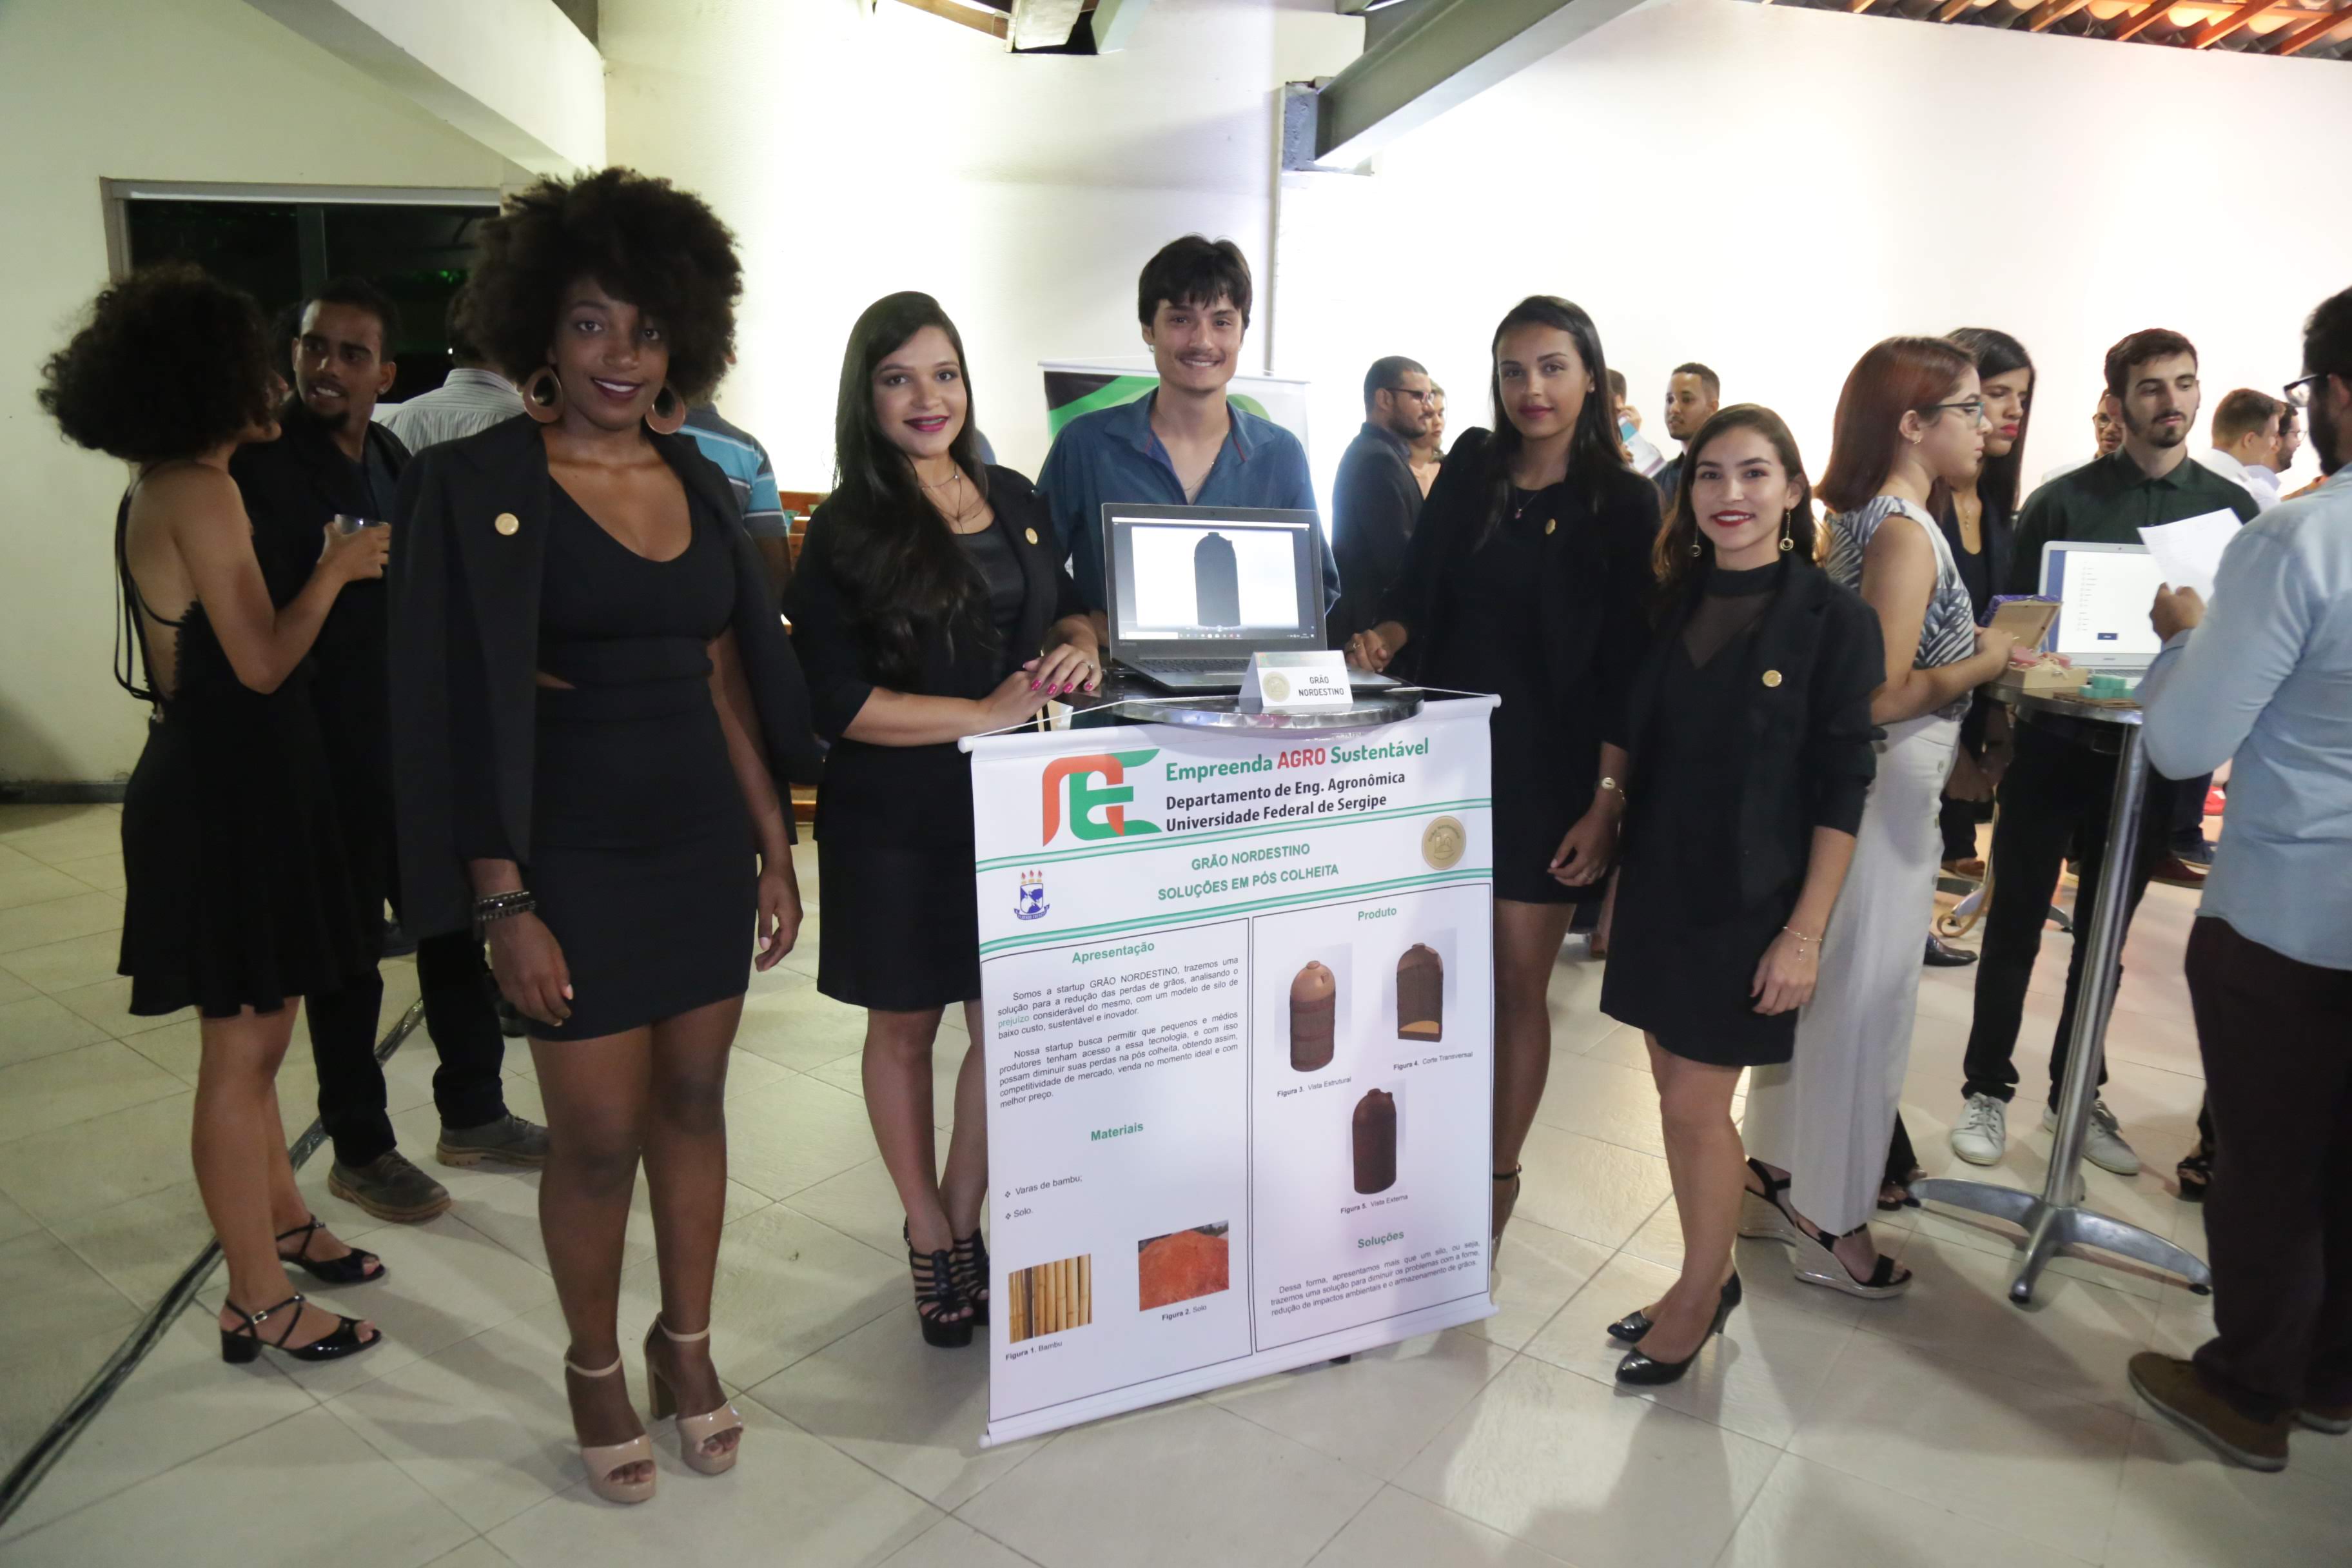 GRÃO
NORDESTINO
Empreenda AGRO Sustentável
Departamento de Eng. Agronômica
Universidade Federal de Sergipe
GRÃO NORDESTINO
SOLUÇÕES EM PÓS COLHEITA
Apresentação
Somos a startup GRÃO NORDESTINO, trazemos uma
solução para a redução das perdas de grãos, analisando o
prejuízo considerável do mesmo, com um modelo de silo de
baixo custo, sustentável e inovador.
Nossa startup busca permitir que pequenos e médios
produtores tenham acesso a essa tecnologia, e com isso
possam diminuir suas perdas na pós colheita, obtendo assim,
competitividade de mercado, venda no momento ideal e com
melhor preço.
Materiais
❖ Varas de bambu;
❖ Solo.
Figura 1. Bambu
Figura 2. Solo
Produto
Figura 3. Vista Estrutural
Figura 4. Corte Transversal
Figura 5. Vista Externa
Soluções
Dessa forma, apresentamos mais que um silo, ou seja,
trazemos uma solução para diminuir os problemas com a fome,
redução de impactos ambientais e o armazenamento de grãos.